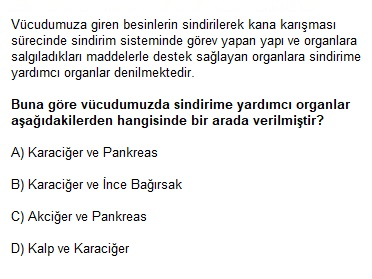 Vücudumuza giren besinlerin sindirilerek kana karışması
sürecinde sindirim sisteminde görev yapan yapı ve organlara
salgıladıkları maddelerle destek sağlayan organlara sindirime
yardımcı organlar denilmektedir.
Buna göre vücudumuzda sindirime yardımcı organlar
aşağıdakilerden hangisinde bir arada verilmiştir?
A) Karaciğer ve Pankreas
B) Karaciğer ve İnce Bağırsak
C) Akciğer ve Pankreas
D) Kalp ve Karaciğer